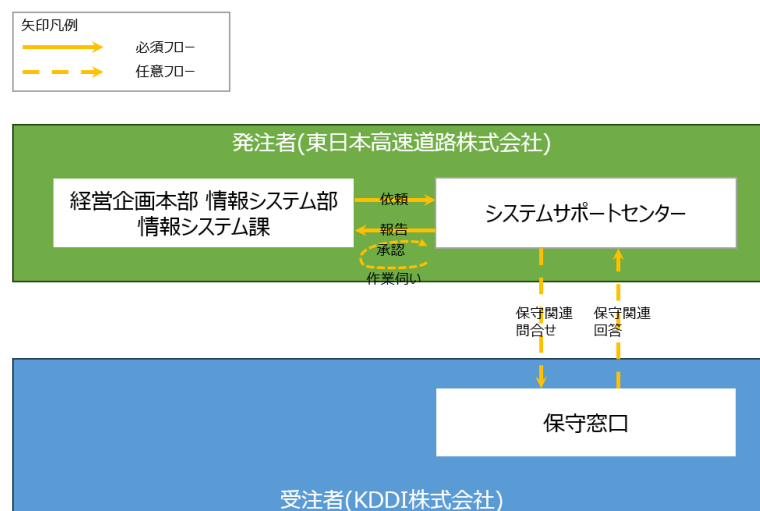 矢印凡例
必須フロー
任意フロー
発注者(東日本高速道路株式会社)
経営企画本部 情報システム部
情報システム課
依頼
報告
承認
作業伺い
システムサポートセンター
保守関連
問合せ
保守関連
回答
保守窓口
受注者(KDDI株式会社)